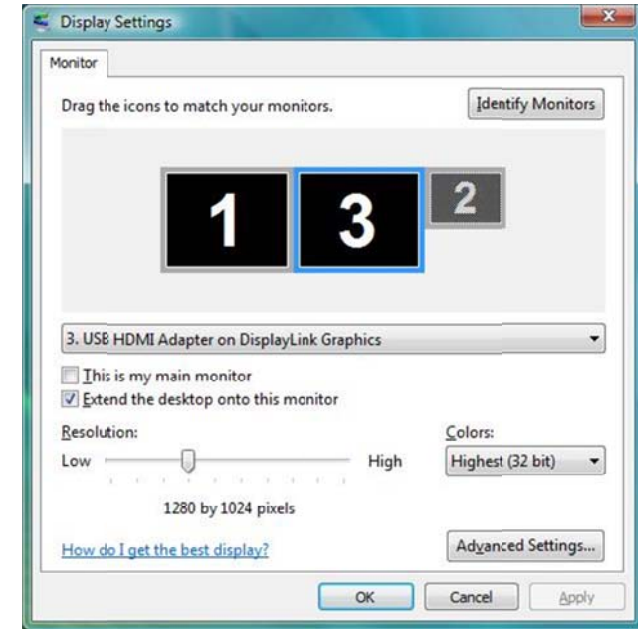 Display Settings
Monitor
Drag the icons to match your monitors.
Identify Monitors
1
3
2
3. USB HDMI Adapter on DisplayLink Graphics
This is my main monitor
Extend the desktop onto this monitor
Resolution:
Colors:
Low
High
Highest (32 bit)
1280 by 1024 pixels
How do I get the best display?
Advanced Settings...
OK
Cancel
Apply